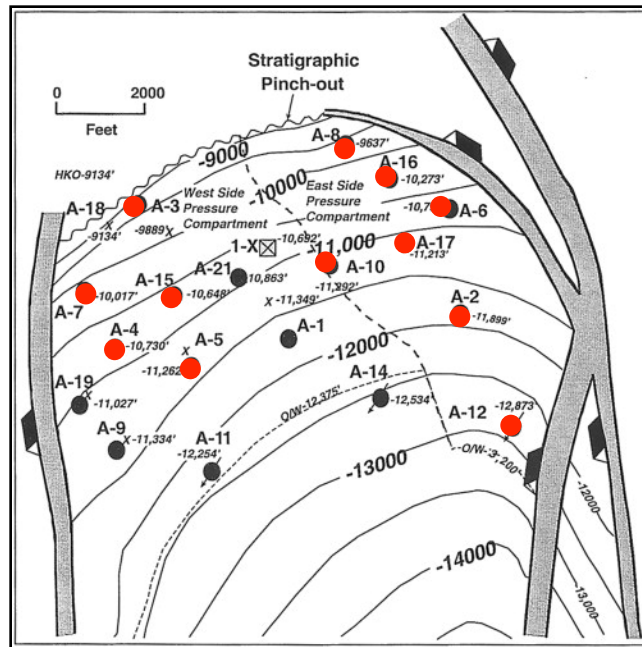 Stratigraphic
Pinch-out
0
2000
Feet
-9000
A-8
-9637'
A-16
-10,273'
HKO-9134'
A-18
A-3
West Side
Pressure
Compartment
-10000
East Side
Pressure
Compartment
A-6
-9134'
X
-9889'
X
1-X
-10,692'
-11,000
A-17
-11,213'
A-21
-10,863'
A-10
A-15
-10,648'
-10,017'
A-7
X
-11,349'
A-2
-11,899'
A-4
-10,730'
X
A-5
-11,262
A-1
-12000
A-19
-11,027'
A-14
O/W-12,375'
-12,534'
-12,873'
A-12
A-9
X
-11,334'
A-11
-12,254'
-13000
-12000
-14000
-13,000